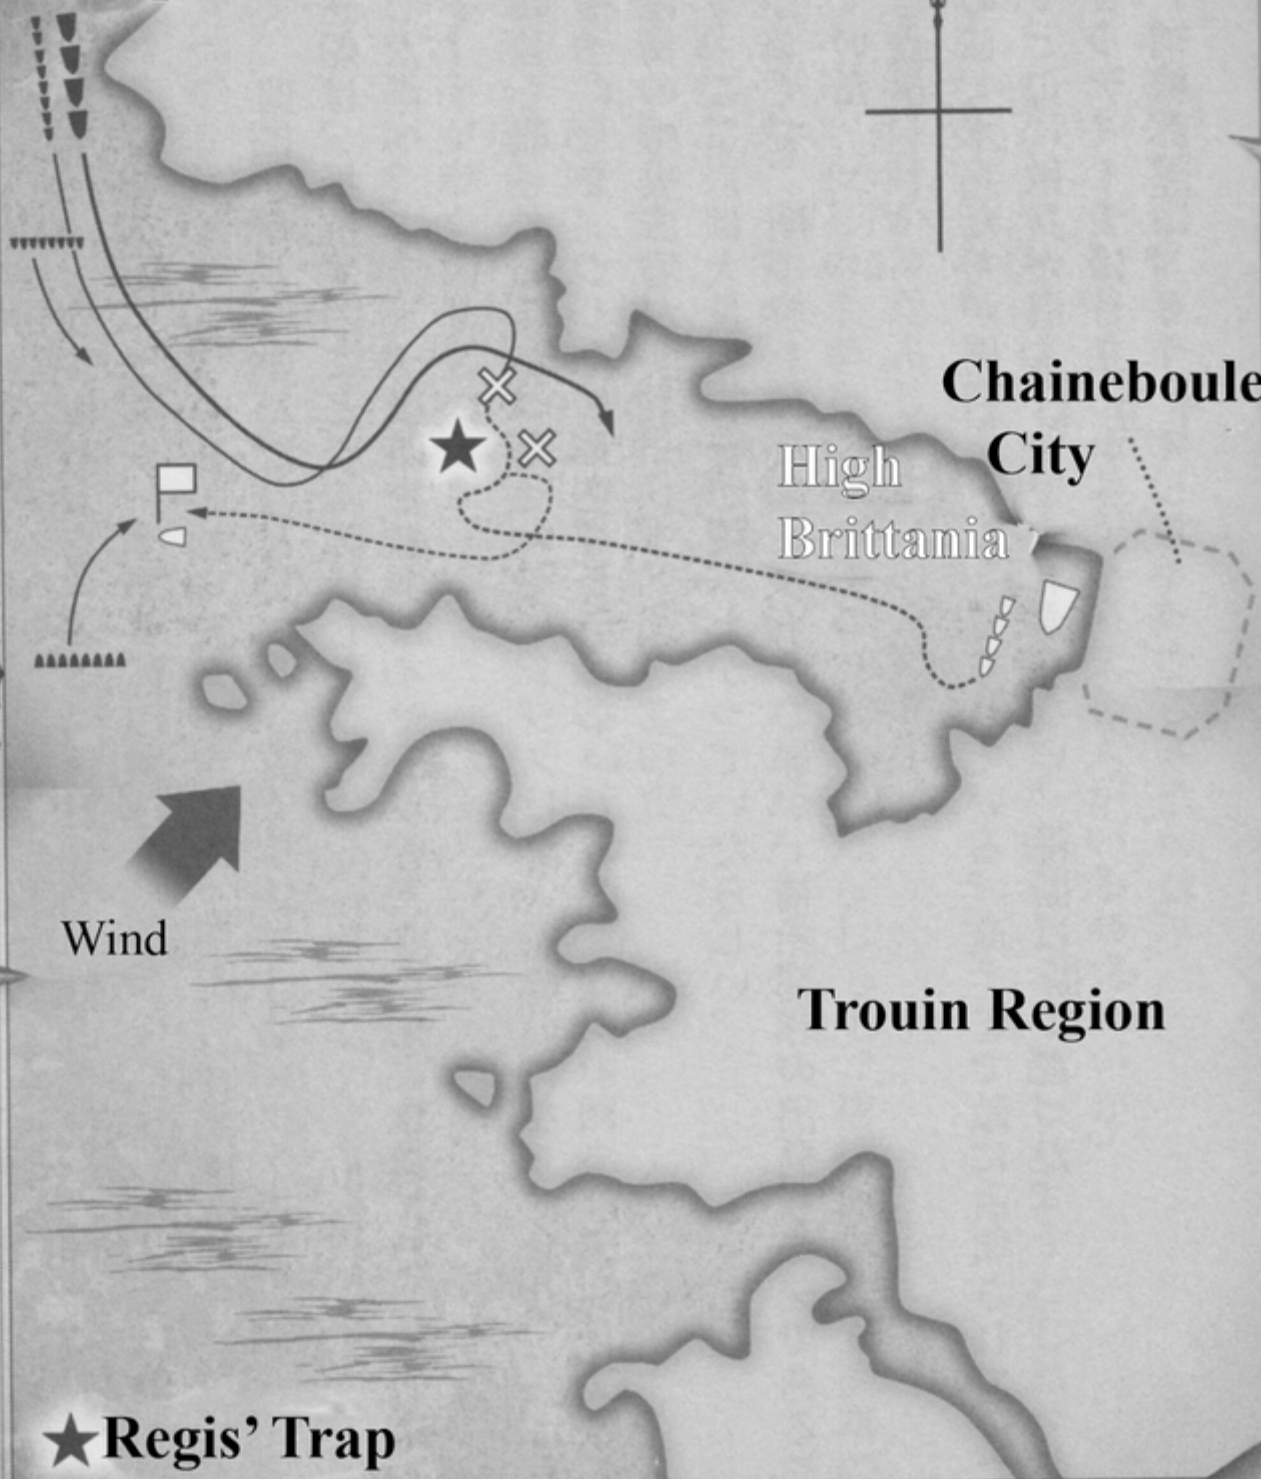 Chaineboule
City
High
Brittania
Wind
Trouin Region
Regis' Trap